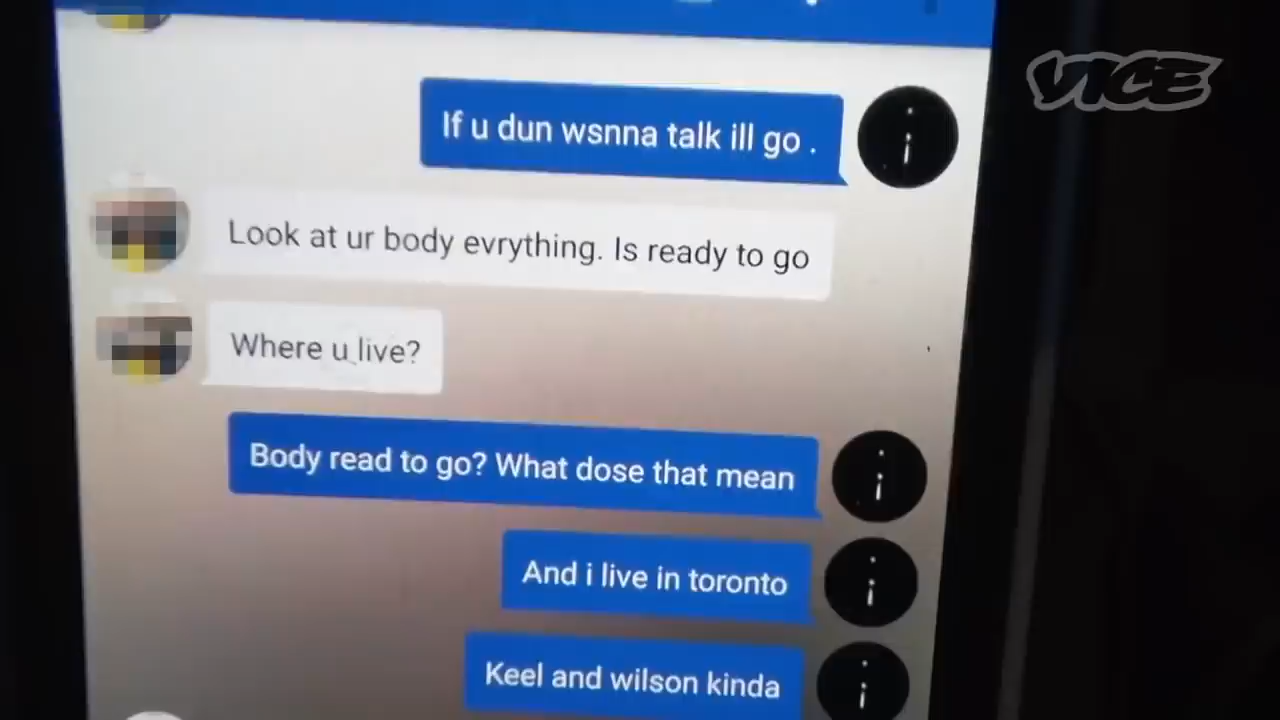 VICE
If u dun wsnna talk ill go .
Look at ur body evrything. Is ready to go
Where u live?
Body read to go? What dose that mean
And i live in toronto
Keel and wilson kinda